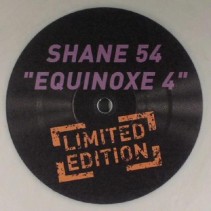 SHANE 54
"EQUINOXE 4"
LIMITED
EDITION